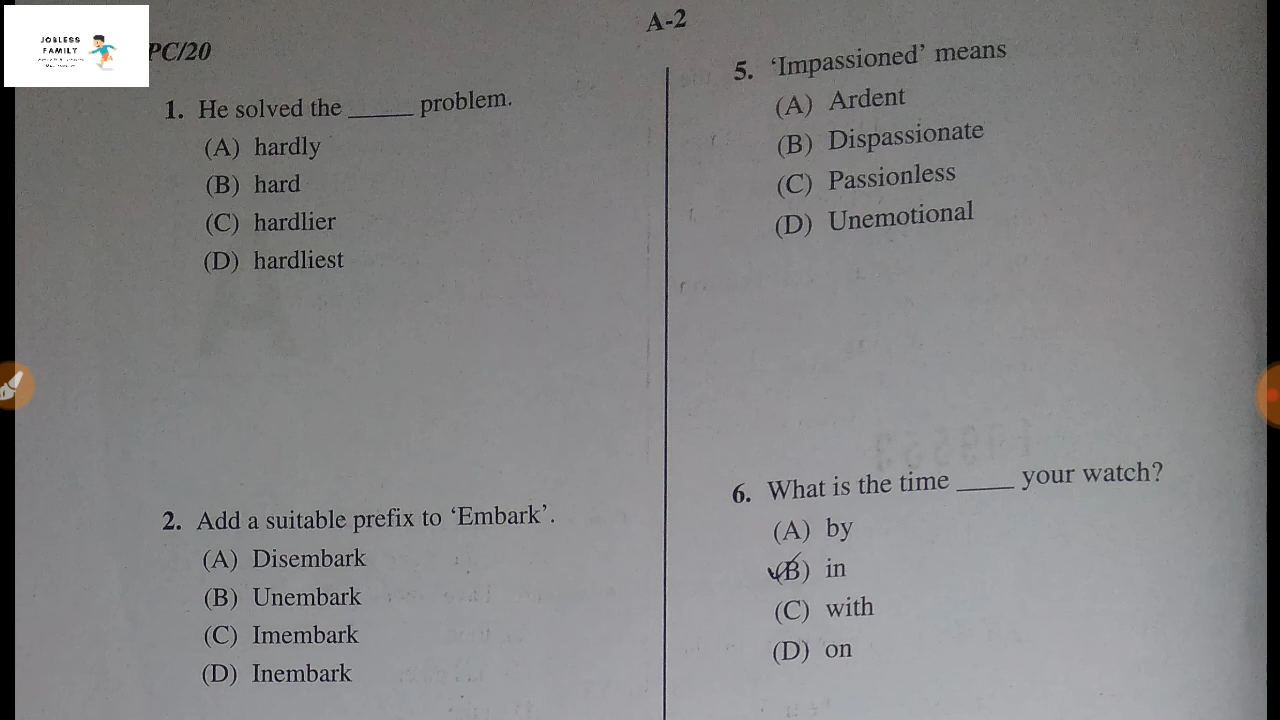 JOBLESS
FAMILY
PC/20
A-2
1. He solved the _____ problem.
(A) hardly
(B) hard
(C) hardlier
(D) hardliest
2. Add a suitable prefix to ‘Embark’.
(A) Disembark
(B) Unembark
(C) Imembark
(D) Inembark
5. ‘Impassioned’ means
(A) Ardent
(B) Dispassionate
(C) Passionless
(D) Unemotional
6. What is the time ____ your watch?
(A) by
(B) in
(C) with
(D) on